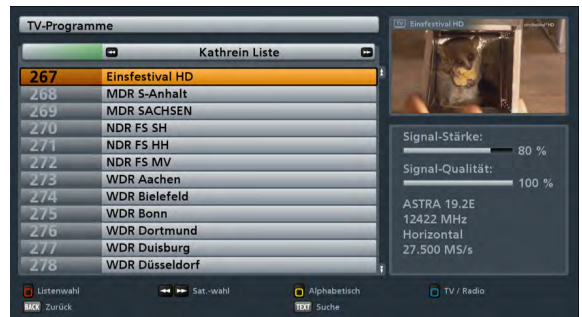 TV-Programme
Kathrein Liste
267 Einsfestival HD
268 MDR S-Anhalt
269 MDR SACHSEN
270 NDR FS SH
271 NDR FS HH
272 NDR FS MV
273 WDR Aachen
274 WDR Bielefeld
275 WDR Bonn
276 WDR Dortmund
277 WDR Duisburg
278 WDR Düsseldorf
TV Einsfestival HD
einsfestival HD
Signal-Stärke:
80 %
Signal-Qualität:
100 %
ASTRA 19.2E
12422 MHz
Horizontal
27.500 MS/s
Listenwahl
Sat.-wahl
Alphabetisch
TV / Radio
BACK Zurück
TEXT Suche